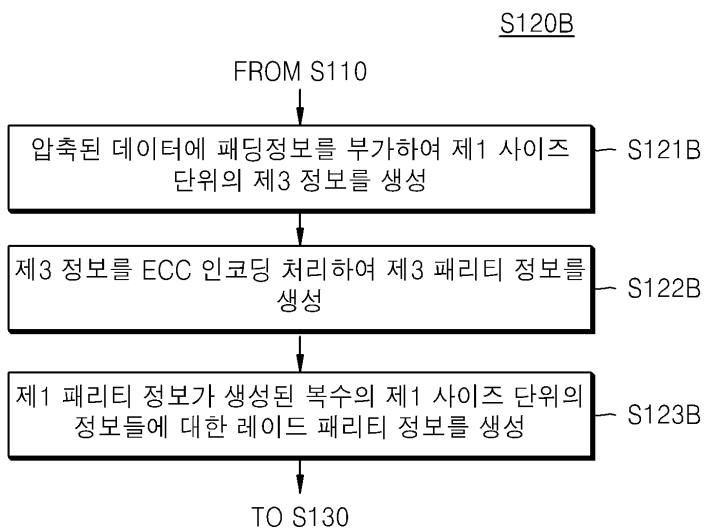 S120B
FROM S110
압축된 데이터에 패딩정보를 부가하여 제1 사이즈
단위의 제3 정보를 생성
S121B
제3 정보를 ECC 인코딩 처리하여 제3 패리티 정보를
생성
S122B
제1 패리티 정보가 생성된 복수의 제1 사이즈 단위의
정보들에 대한 레이드 패리티 정보를 생성
S123B
TO S130